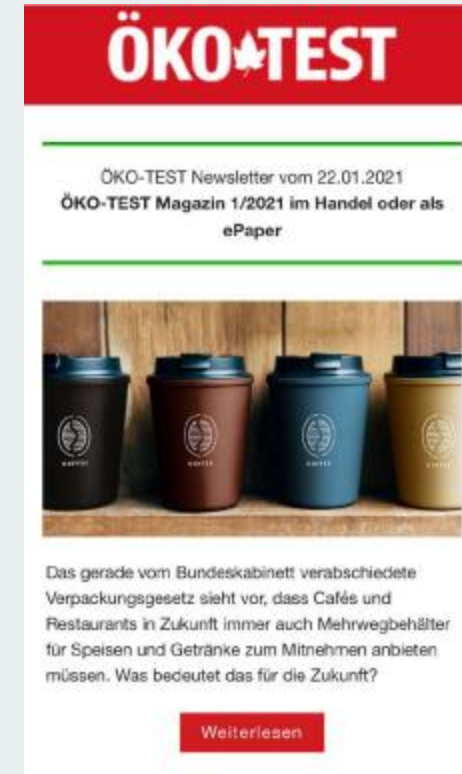 ÖKO TEST
ÖKO-TEST Newsletter vom 22.01.2021
ÖKO-TEST Magazin 1/2021 im Handel oder als
ePaper
Das gerade vom Bundeskabinett verabschiedete
Verpackungsgesetz sieht vor, dass Cafés und
Restaurants in Zukunft immer auch Mehrwegbehälter
für Speisen und Getränke zum Mitnehmen anbieten
müssen. Was bedeutet das für die Zukunft?
Weiterlesen